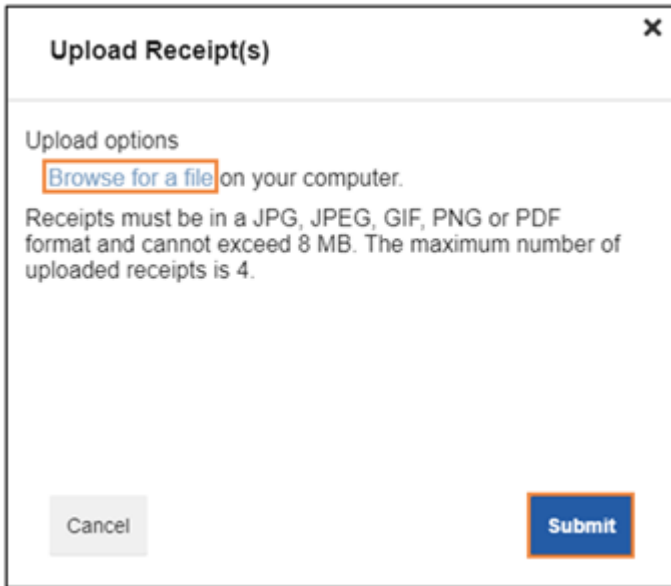 Upload Receipt(s)
Upload options
Browse for a file on your computer.
Receipts must be in a JPG, JPEG, GIF, PNG or PDF
format and cannot exceed 8 MB. The maximum number of
uploaded receipts is 4.
Cancel
Submit